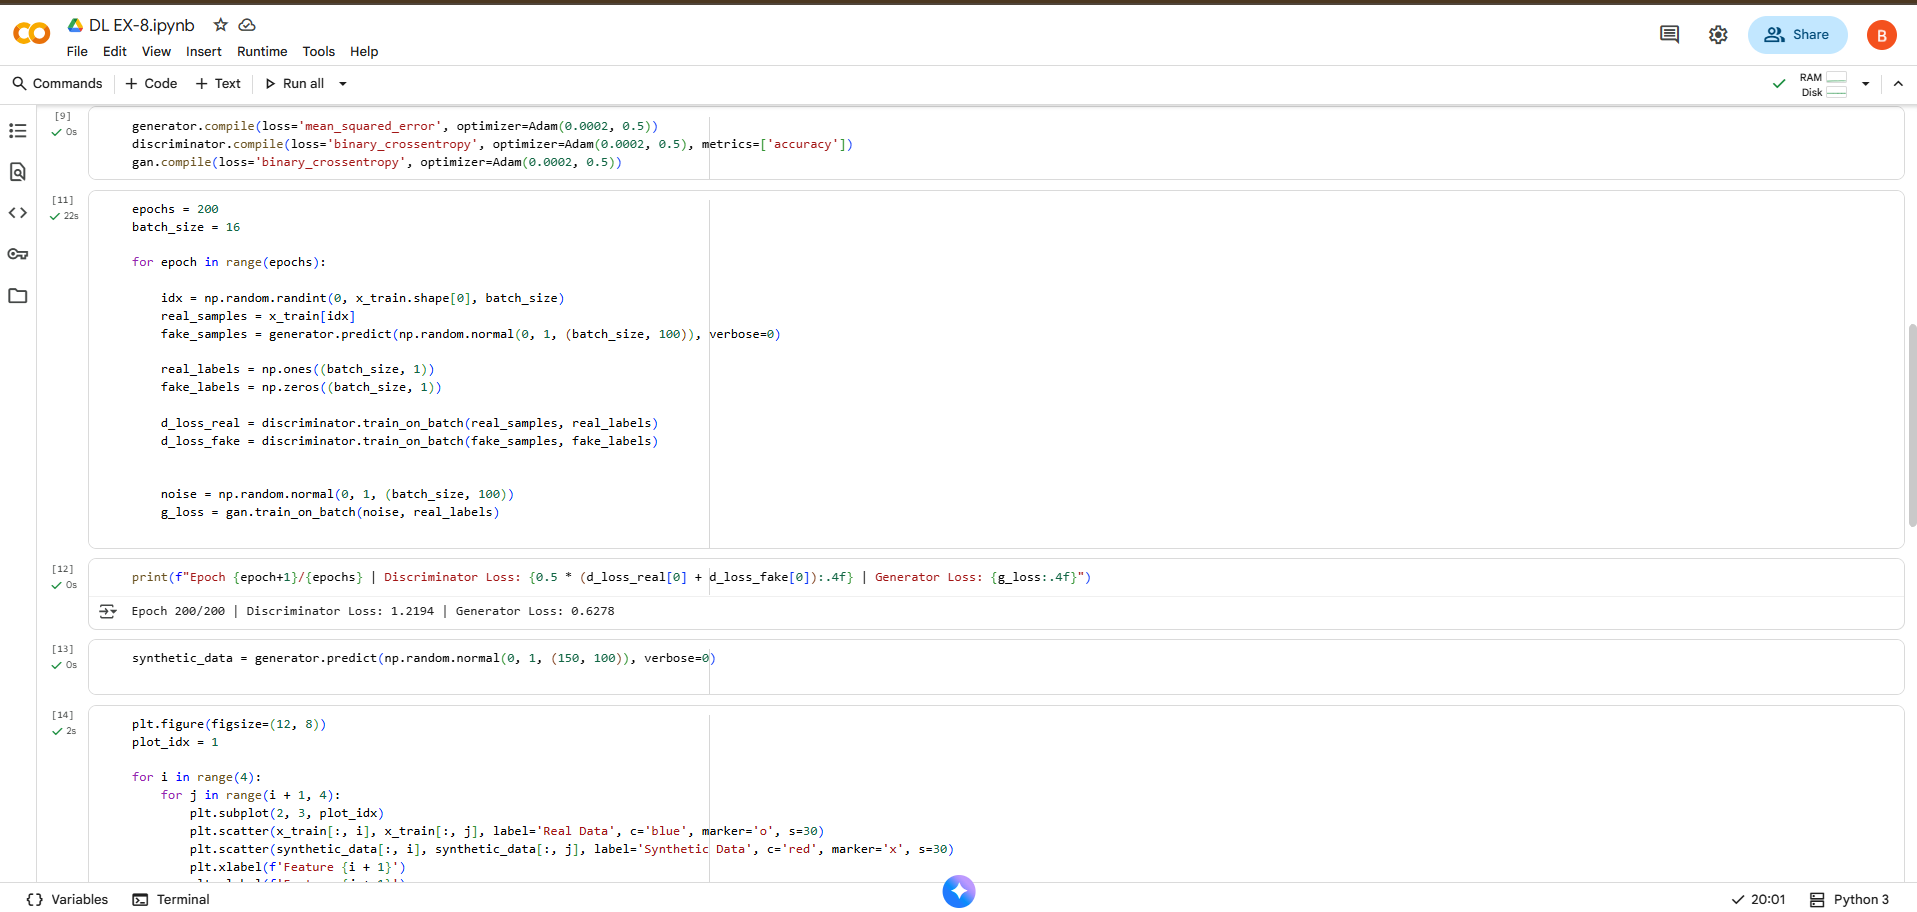 DL EX-8.ipynb
File Edit View Insert Runtime Tools Help
Share
B
Commands + Code + Text Run all
RAM
Disk
[9]
0s
generator.compile(loss='mean_squared_error', optimizer=Adam(0.0002, 0.5))
discriminator.compile(loss='binary_crossentropy', optimizer=Adam(0.0002, 0.5), metrics=['accuracy'])
gan.compile(loss='binary_crossentropy', optimizer=Adam(0.0002, 0.5))
[11]
22s
epochs = 200
batch_size = 16
for epoch in range(epochs):
idx = np.random.randint(0, x_train.shape[0], batch_size)
real_samples = x_train[idx]
fake_samples = generator.predict(np.random.normal(0, 1, (batch_size, 100)), verbose=0)
real_labels = np.ones((batch_size, 1))
fake_labels = np.zeros((batch_size, 1))
d_loss_real = discriminator.train_on_batch(real_samples, real_labels)
d_loss_fake = discriminator.train_on_batch(fake_samples, fake_labels)
noise = np.random.normal(0, 1, (batch_size, 100))
g_loss = gan.train_on_batch(noise, real_labels)
[12]
0s
print(f"Epoch {epoch+1}/{epochs} | Discriminator Loss: {0.5 * (d_loss_real[0] + d_loss_fake[0]):.4f} | Generator Loss: {g_loss:.4f}")
Epoch 200/200 | Discriminator Loss: 1.2194 | Generator Loss: 0.6278
[13]
0s
synthetic_data = generator.predict(np.random.normal(0, 1, (150, 100)), verbose=0)
[14]
2s
plt.figure(figsize=(12, 8))
plot_idx = 1
for i in range(4):
for j in range(i + 1, 4):
plt.subplot(2, 3, plot_idx)
plt.scatter(x_train[:, i], x_train[:, j], label='Real Data', c='blue', marker='o', s=30)
plt.scatter(synthetic_data[:, i], synthetic_data[:, j], label='Synthetic Data', c='red', marker='x', s=30)
plt.xlabel(f'Feature {i + 1}')
Variables Terminal
20:01 Python 3